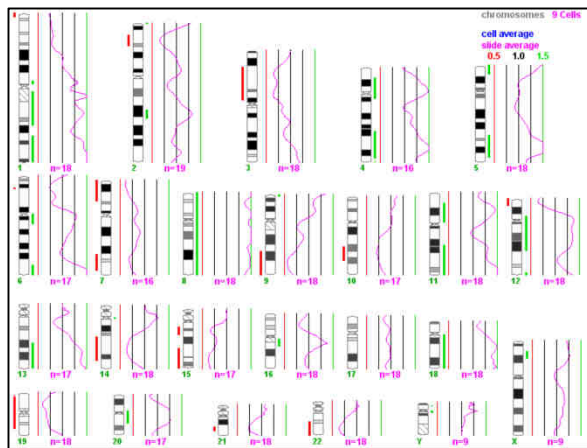 chromosomes 9 Cells
cell average
slide average
0.5 1.0 1.5
1 n=18
2 n=19
3 n=18
4 n=16
5 n=18
6 n=17
7 n=16
8 n=18
9 n=18
10 n=17
11 n=18
12 n=18
13 n=17
14 n=18
15 n=18
16 n=18
17 n=18
18 n=18
19 n=18
20 n=17
21 n=18
22 n=18
Y n=9
X n=9